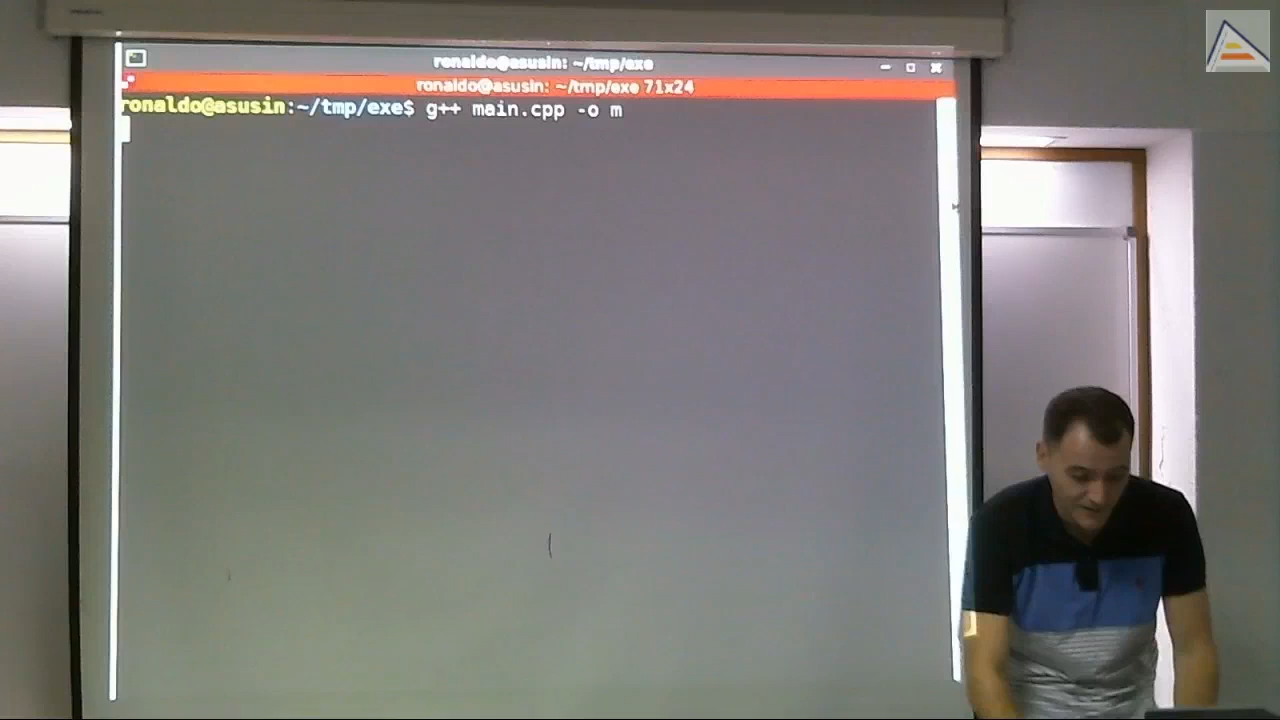 ronaldo@asusin: ~/tmp/exe
ronaldo@asusin: ~/tmp/exe 71x24
ronaldo@asusin:~/tmp/exe$ g++ main.cpp -o m